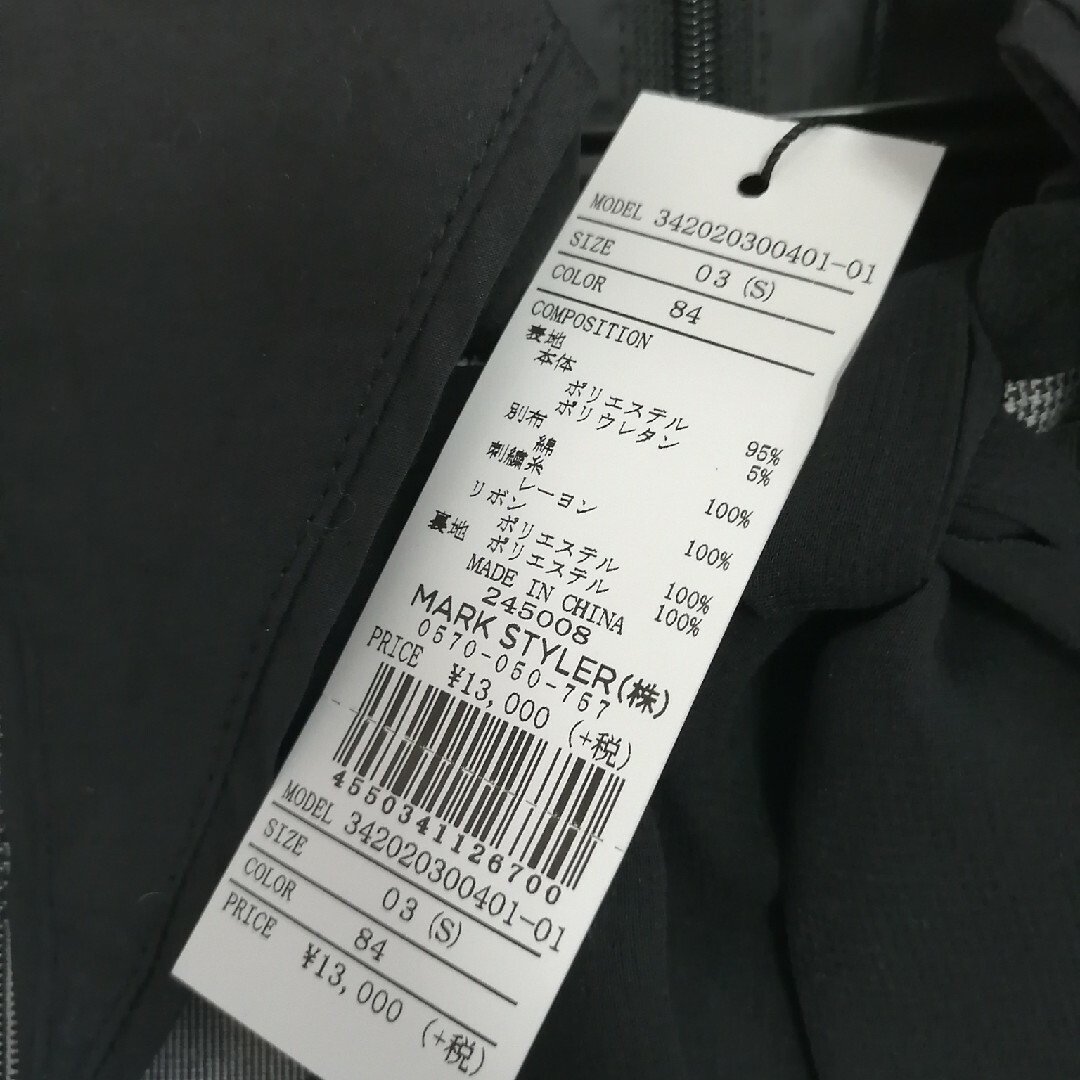 MODEL 342020300401-01
SIZE 03 (S)
COLOR 84
COMPOSITION
表地
本体
ポリエステル 95%
ポリウレタン 5%
別布
綿 100%
刺繍糸
レーヨン 100%
リボン
ポリエステル 100%
裏地 ポリエステル 100%
MADE IN CHINA
245008
MARK STYLER(株)
0570-050-757
PRICE ¥13,000 (+税)
4550341126700
MODEL 342020300401-01
SIZE 03 (S)
COLOR 84
PRICE ¥13,000 (+税)